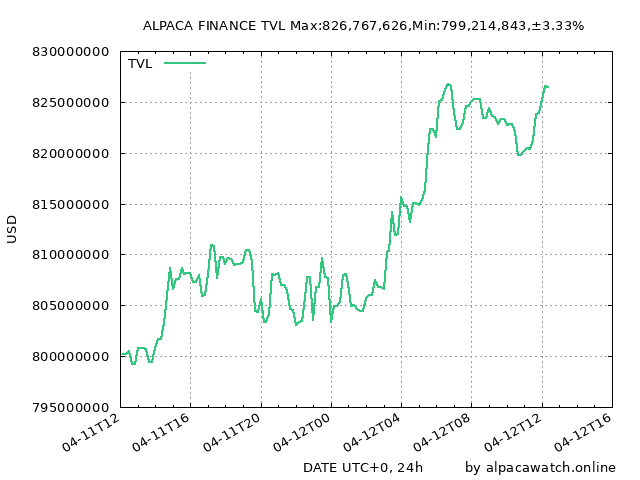 ALPACA FINANCE TVL Max:826,767,626,Min:799,214,843,±3.33%
TVL
830000000
825000000
820000000
815000000
810000000
805000000
800000000
795000000
USD
04-11T12
04-11T16
04-11T20
04-12T00
04-12T04
04-12T08
04-12T12
04-12T16
DATE UTC+0, 24h
by alpacawatch.online